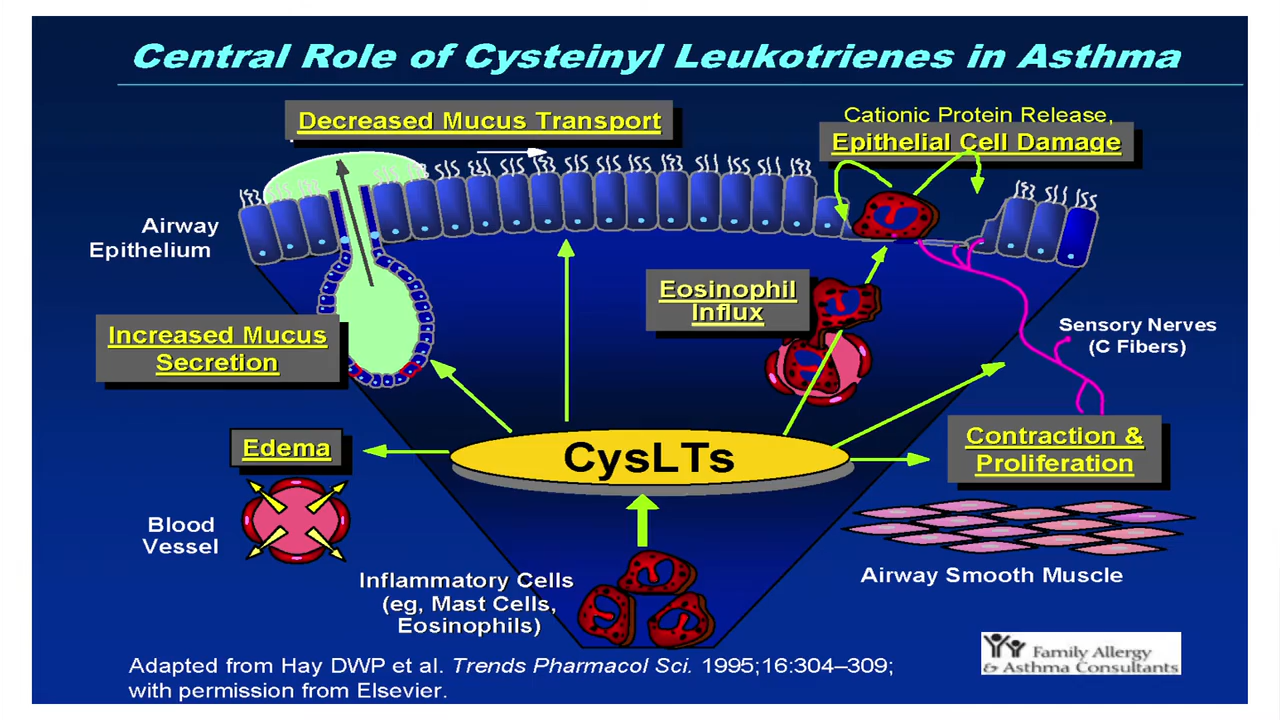 Central Role of Cysteinyl Leukotrienes in Asthma
Decreased Mucus Transport
Cationic Protein Release,
Epithelial Cell Damage
Airway
Epithelium
Eosinophil
Influx
Increased Mucus
Secretion
Sensory Nerves
(C Fibers)
Edema
CysLTs
Contraction &
Proliferation
Blood
Vessel
Inflammatory Cells
(eg, Mast Cells,
Eosinophils)
Airway Smooth Muscle
Adapted from Hay DWP et al. Trends Pharmacol Sci. 1995;16:304–309;
with permission from Elsevier.
Family Allergy
& Asthma Consultants